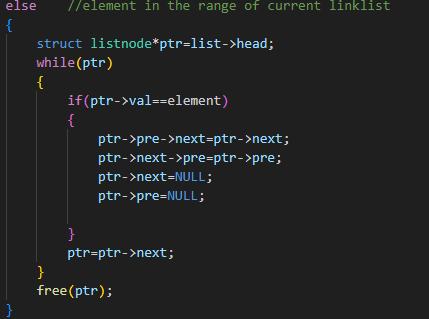 else    //element in the range of current linklist
{
    struct listnode*ptr=list->head;
    while(ptr)
    {
        if(ptr->val==element)
        {
            ptr->pre->next=ptr->next;
            ptr->next->pre=ptr->pre;
            ptr->next=NULL;
            ptr->pre=NULL;

        }
        ptr=ptr->next;
    }
    free(ptr);
}